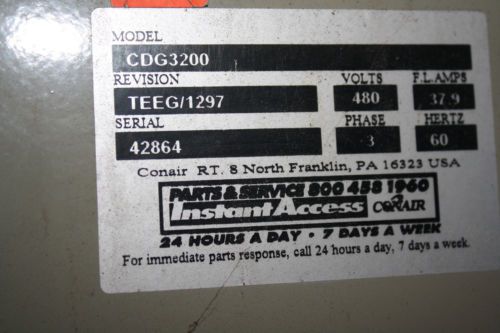 MODEL
CDG3200
REVISION VOLTS F.L.AMPS
TEEG/1297 480 37.9
SERIAL PHASE HERTZ
42864 3 60
Conair RT. 8 North Franklin, PA 16323 USA
PARTS & SERVICE 800 458 1960
Instant Access CONAIR
24 HOURS A DAY · 7 DAYS A WEEK
For immediate parts response, call 24 hours a day, 7 days a week.